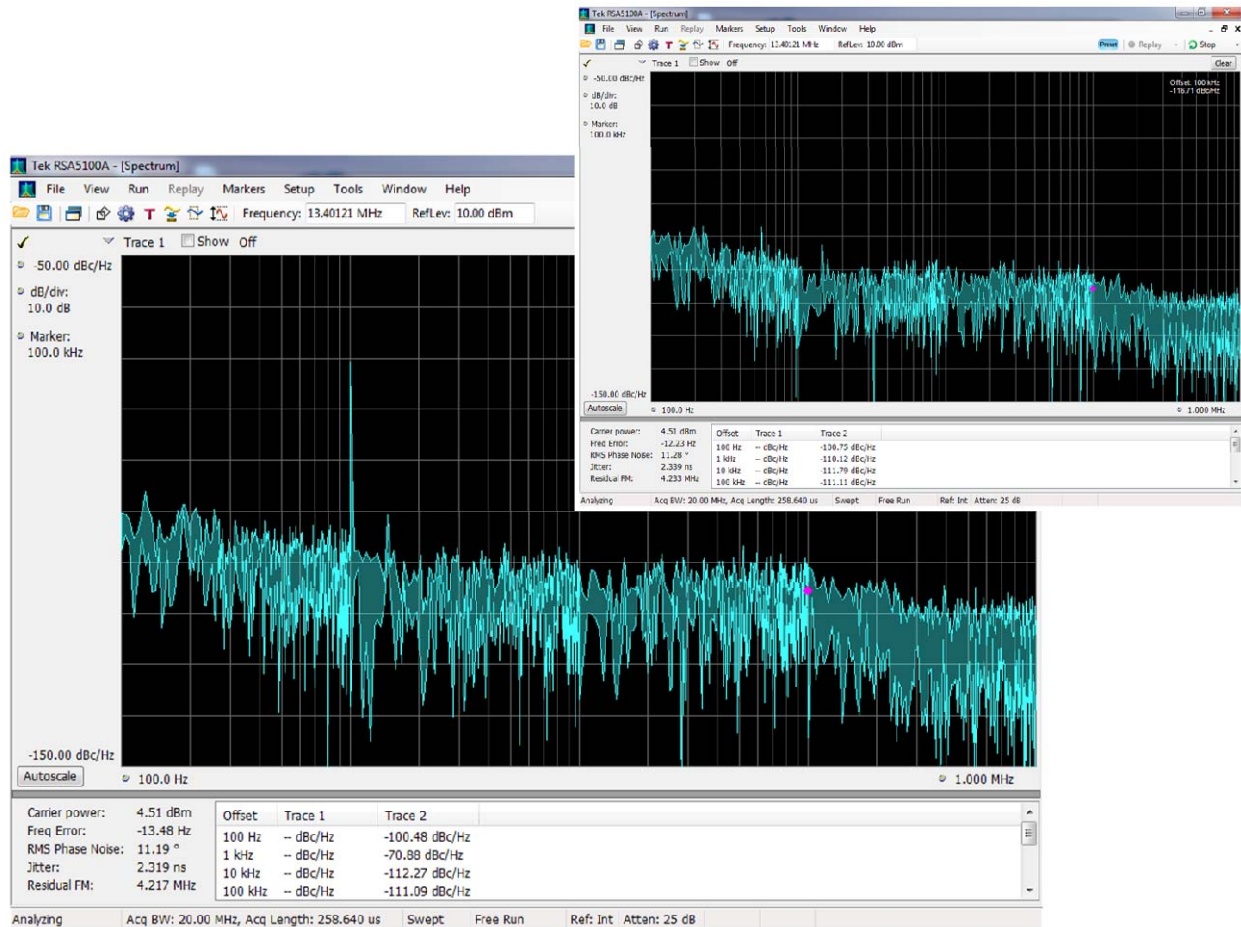 Tek RSA5100A - [Spectrum]
File View Run Replay Markers Setup Tools Window Help
Frequency: 13.40121 MHz RefLev: 10.00 dBm
Preset Replay Stop
Trace 1 Show Off Clear
-50.00 dBc/Hz
dB/div:
10.0 dB
Marker:
100.0 kHz
Offset: 100 kHz
-116.71 dBc/Hz
-150.00 dBc/Hz
Autoscale 100.0 Hz 1.000 MHz
Carrier power: 4.51 dBm Offset Trace 1 Trace 2
Freq Error: -12.23 Hz 100 Hz -- dBc/Hz -100.75 dBc/Hz
RMS Phase Noise: 11.28 ° 1 kHz -- dBc/Hz -110.12 dBc/Hz
Jitter: 2.339 ns 10 kHz -- dBc/Hz -111.79 dBc/Hz
Residual FM: 4.233 MHz 100 kHz -- dBc/Hz -111.11 dBc/Hz
Analyzing Acq BW: 20.00 MHz, Acq Length: 258.640 us Swept Free Run Ref: Int Atten: 25 dB
Tek RSA5100A - [Spectrum]
File View Run Replay Markers Setup Tools Window Help
T Frequency: 13.40121 MHz RefLev: 10.00 dBm
Trace 1 Show Off
-50.00 dBc/Hz
dB/div:
10.0 dB
Marker:
100.0 kHz
-150.00 dBc/Hz
Autoscale 100.0 Hz 1.000 MHz
Carrier power: 4.51 dBm Offset Trace 1 Trace 2
Freq Error: -13.48 Hz 100 Hz -- dBc/Hz -100.48 dBc/Hz
RMS Phase Noise: 11.19 ° 1 kHz -- dBc/Hz -70.88 dBc/Hz
Jitter: 2.319 ns 10 kHz -- dBc/Hz -112.27 dBc/Hz
Residual FM: 4.217 MHz 100 kHz -- dBc/Hz -111.09 dBc/Hz
Analyzing Acq BW: 20.00 MHz, Acq Length: 258.640 us Swept Free Run Ref: Int Atten: 25 dB